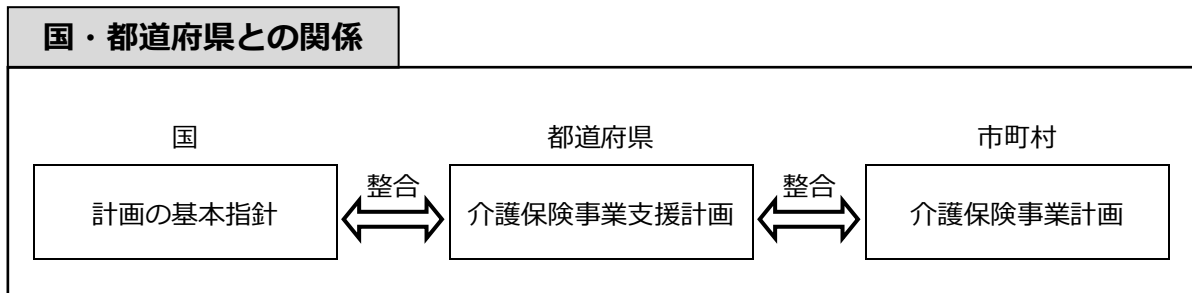 国・都道府県との関係
国
都道府県
市町村
計画の基本指針
整合
介護保険事業支援計画
整合
介護保険事業計画